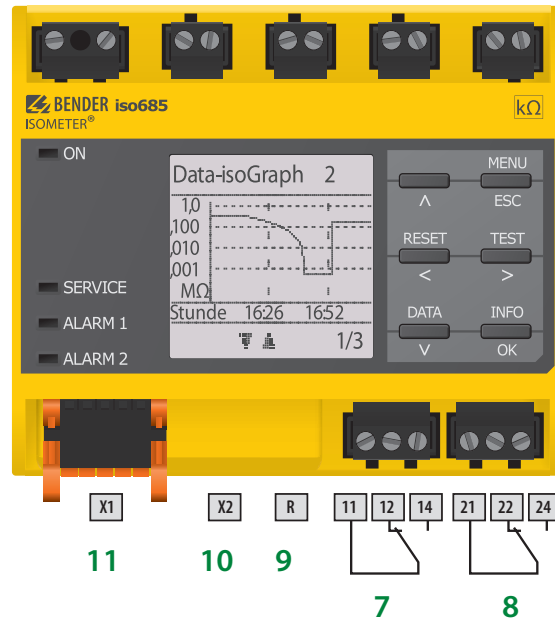 BENDER iso685
ISOMETER®
kΩ
ON
SERVICE
ALARM 1
ALARM 2
Data-isoGraph 2
1,0
,100
,010
,001
MΩ
Stunde 16:26 16:52
1/3
MENU
Λ ESC
RESET TEST
< >
DATA INFO
V OK
X1 X2 R 11 12 14 21 22 24
11 10 9
7 8